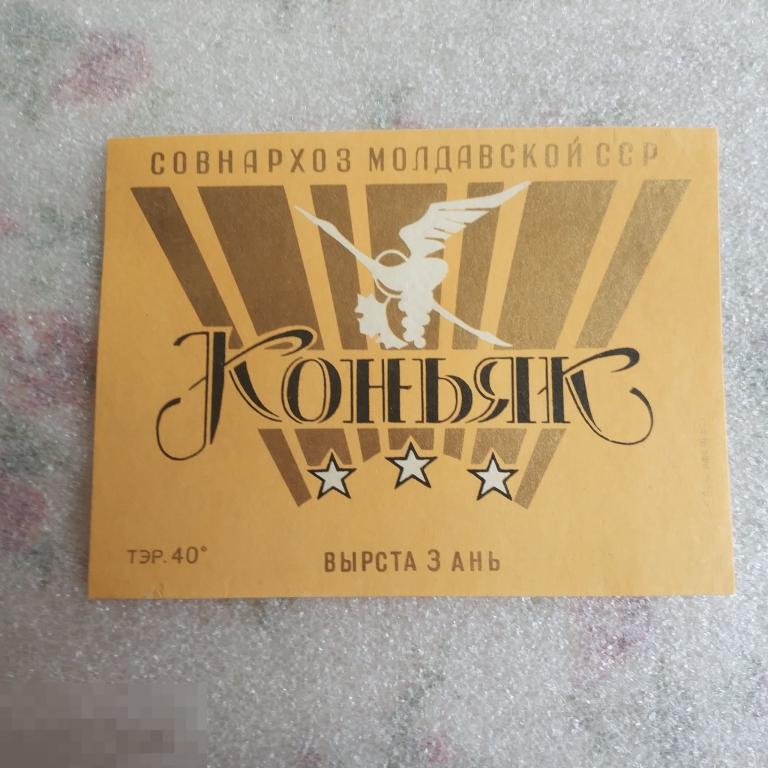 СОВНАРХОЗ МОЛДАВСКОЙ ССР
КОНЬЯК
ТЭР. 40°
ВЫРСТА 3 АНЬ